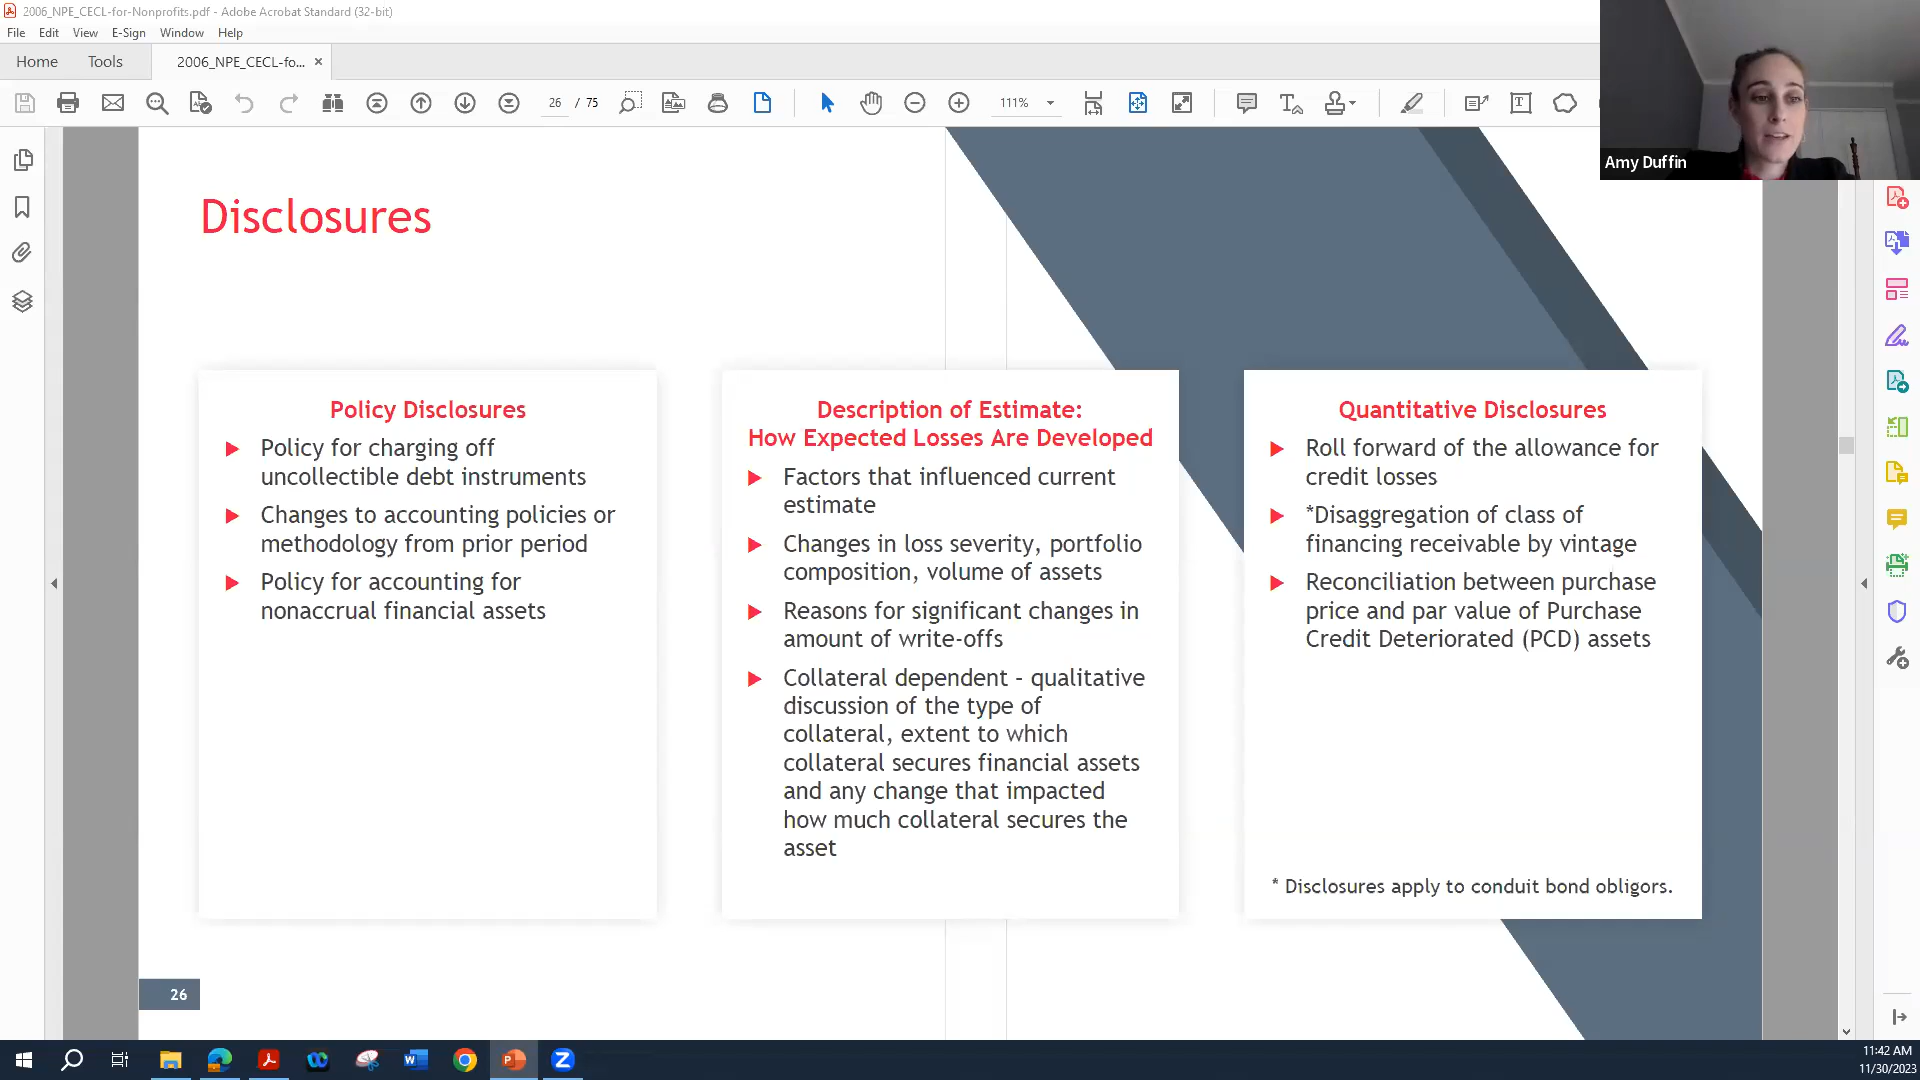 2006_NPE_CECL-for-Nonprofits.pdf - Adobe Acrobat Standard (32-bit)
File Edit View E-Sign Window Help
Home Tools 2006_NPE_CECL-fo... ×
26 / 75 111%
Amy Duffin
Disclosures
Policy Disclosures
Policy for charging off
uncollectible debt instruments
Changes to accounting policies or
methodology from prior period
Policy for accounting for
nonaccrual financial assets
Description of Estimate:
How Expected Losses Are Developed
Factors that influenced current
estimate
Changes in loss severity, portfolio
composition, volume of assets
Reasons for significant changes in
amount of write-offs
Collateral dependent - qualitative
discussion of the type of
collateral, extent to which
collateral secures financial assets
and any change that impacted
how much collateral secures the
asset
Quantitative Disclosures
Roll forward of the allowance for
credit losses
*Disaggregation of class of
financing receivable by vintage
Reconciliation between purchase
price and par value of Purchase
Credit Deteriorated (PCD) assets
* Disclosures apply to conduit bond obligors.
26
11:42 AM
11/30/2023